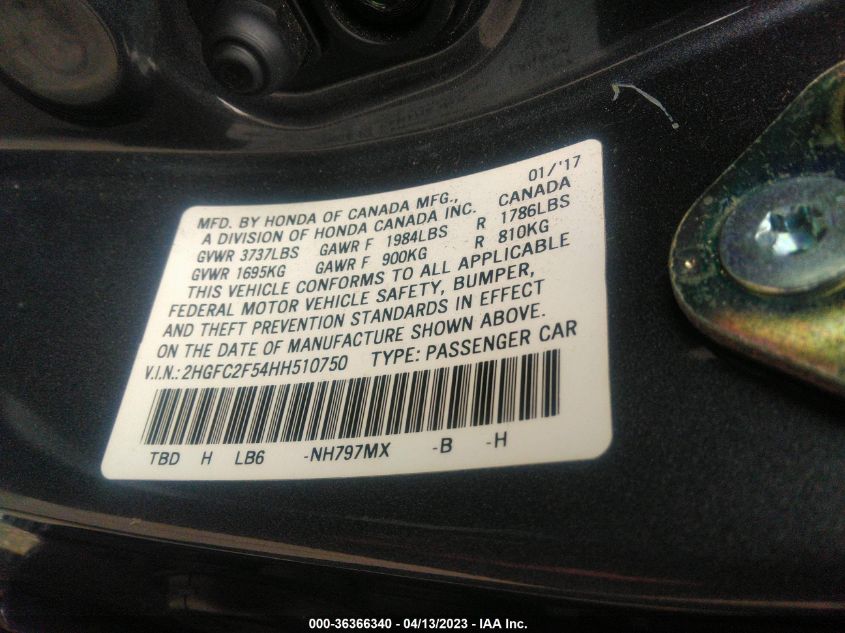 01/'17
MFD. BY HONDA OF CANADA MFG.,
A DIVISION OF HONDA CANADA INC. CANADA
GVWR 3737LBS GAWR F 1984LBS R 1786LBS
GVWR 1695KG GAWR F 900KG R 810KG
THIS VEHICLE CONFORMS TO ALL APPLICABLE
FEDERAL MOTOR VEHICLE SAFETY, BUMPER,
AND THEFT PREVENTION STANDARDS IN EFFECT
ON THE DATE OF MANUFACTURE SHOWN ABOVE.
V.I.N.: 2HGFC2F54HH510750 TYPE: PASSENGER CAR
TBD H LB6 -NH797MX -B -H
000-36366340 - 04/13/2023 - IAA Inc.